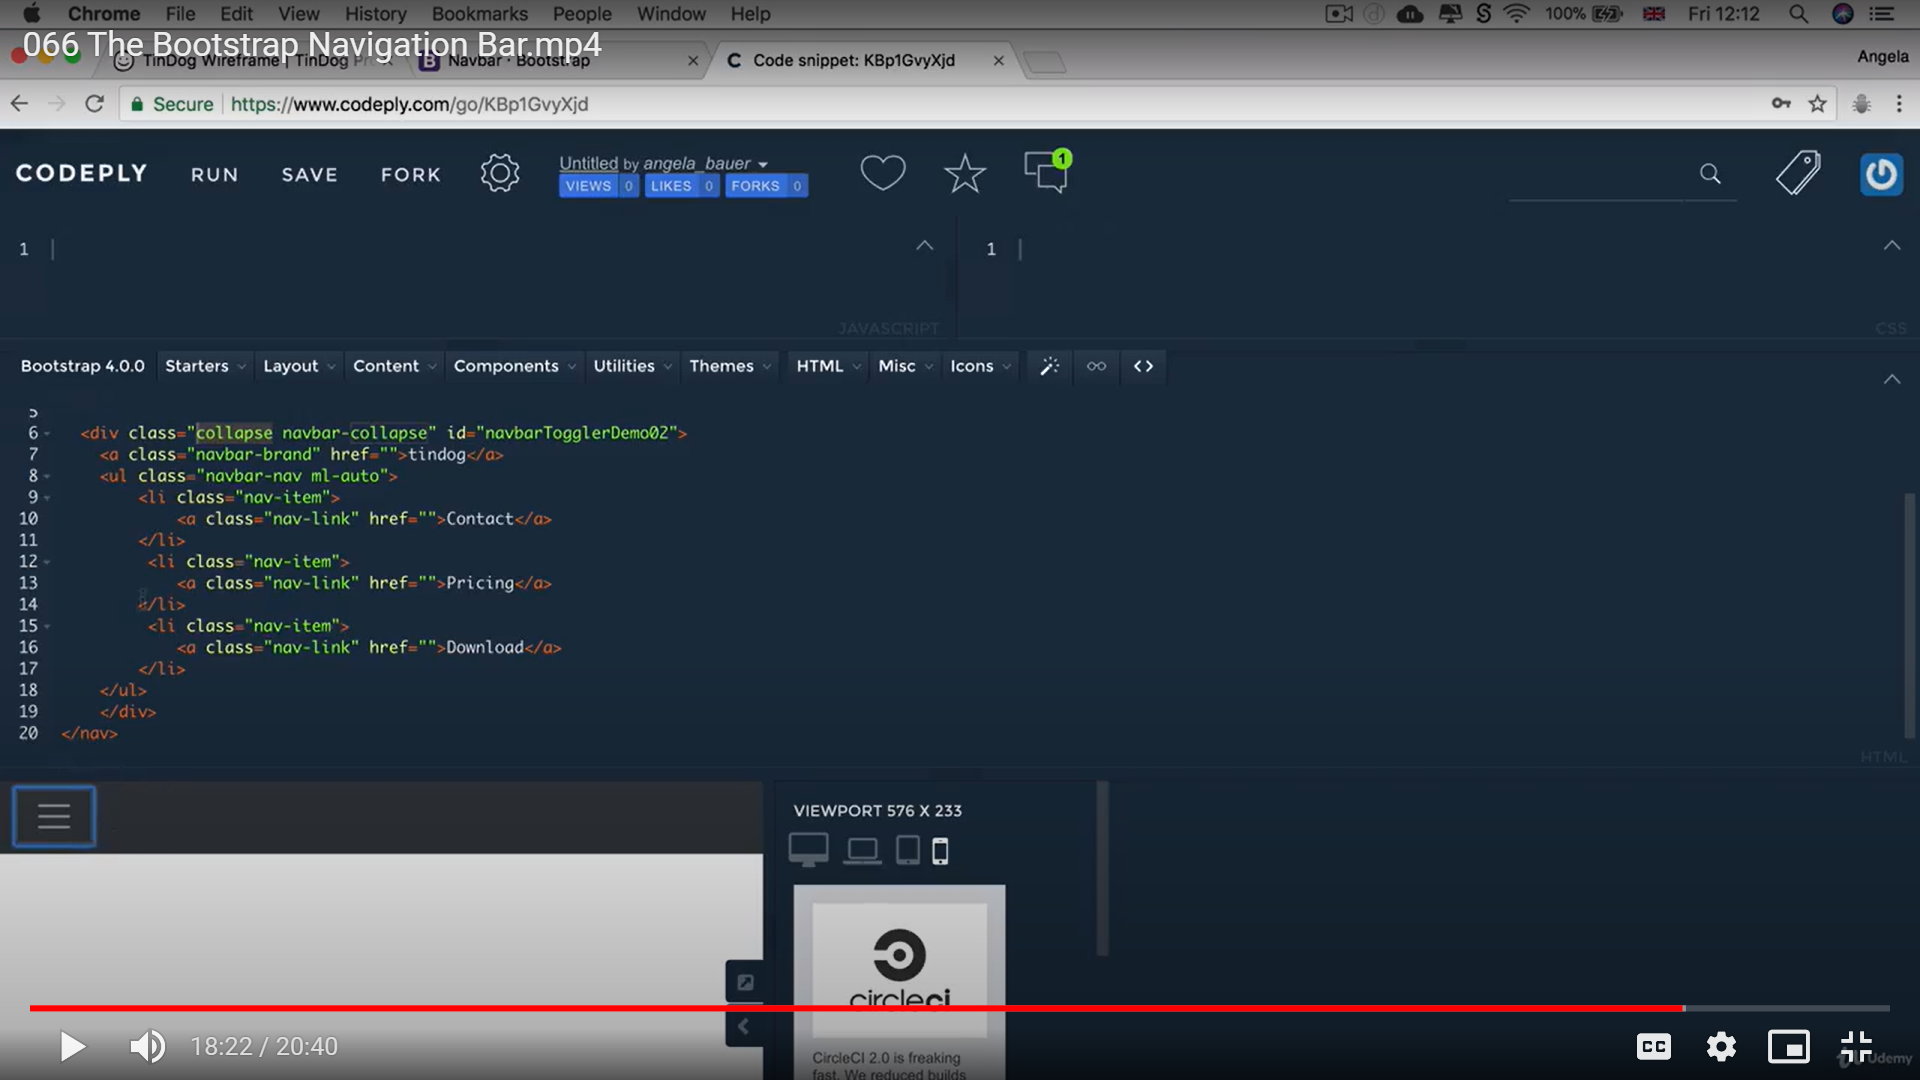 Chrome File Edit View History Bookmarks People Window Help 100% Fri 12:12
066 The Bootstrap Navigation Bar.mp4
TinDog Wireframe | TinDog Navbar · Bootstrap Code snippet: KBp1GvyXjd Angela
Secure https://www.codeply.com/go/KBp1GvyXjd
CODEPLY RUN SAVE FORK
Untitled by angela_bauer
VIEWS 0 LIKES 0 FORKS 0
1
1 1
JAVASCRIPT CSS
Bootstrap 4.0.0 Starters Layout Content Components Utilities Themes HTML Misc Icons <>
5
6 <div class="collapse navbar-collapse" id="navbarTogglerDemo02">
7 <a class="navbar-brand" href="">tindog</a>
8 <ul class="navbar-nav ml-auto">
9 <li class="nav-item">
10 <a class="nav-link" href="">Contact</a>
11 </li>
12 <li class="nav-item">
13 <a class="nav-link" href="">Pricing</a>
14 </li>
15 <li class="nav-item">
16 <a class="nav-link" href="">Download</a>
17 </li>
18 </ul>
19 </div>
20 </nav>
HTML
VIEWPORT 576 X 233
circleci
CircleCI 2.0 is freaking
fast. We reduced builds
18:22 / 20:40
CC
Udemy